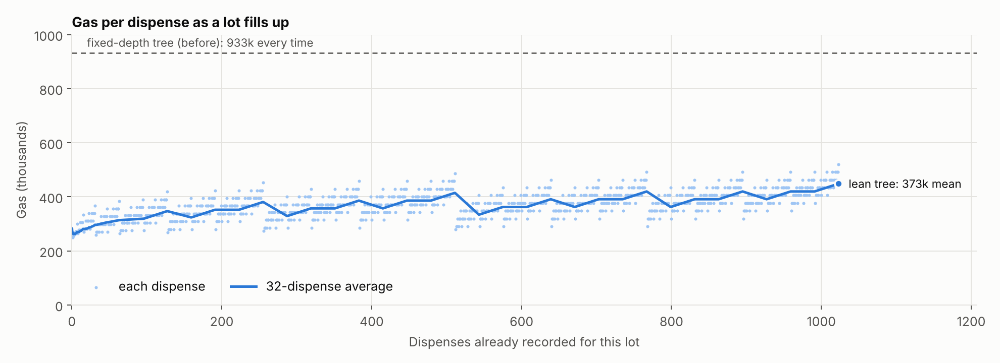 Gas per dispense as a lot fills up
1000
fixed-depth tree (before): 933k every time
800
600
400
200
0
Gas (thousands)
lean tree: 373k mean
each dispense
32-dispense average
0 200 400 600 800 1000 1200
Dispenses already recorded for this lot